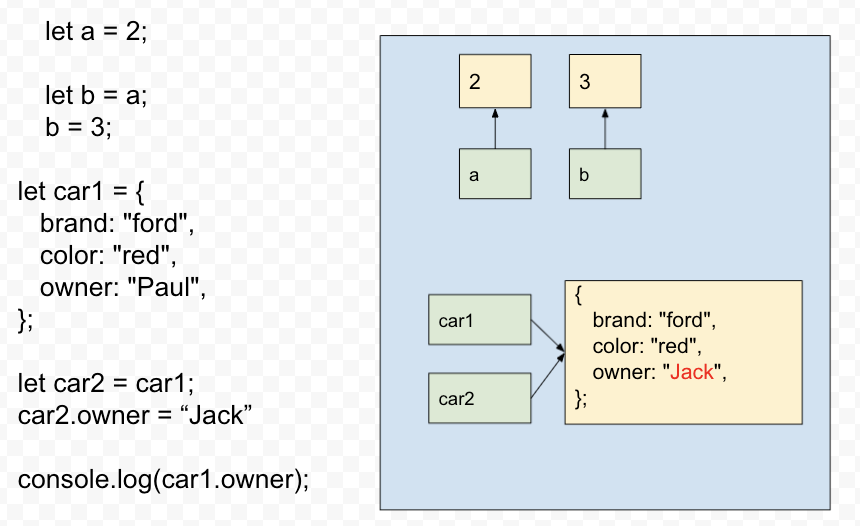 let a = 2;
let b = a;
b = 3;
let car1 = {
brand: "ford",
color: "red",
owner: "Paul",
};
let car2 = car1;
car2.owner = “Jack”
console.log(car1.owner);
2
3
a
b
car1
car2
{
brand: "ford",
color: "red",
owner: "Jack",
};